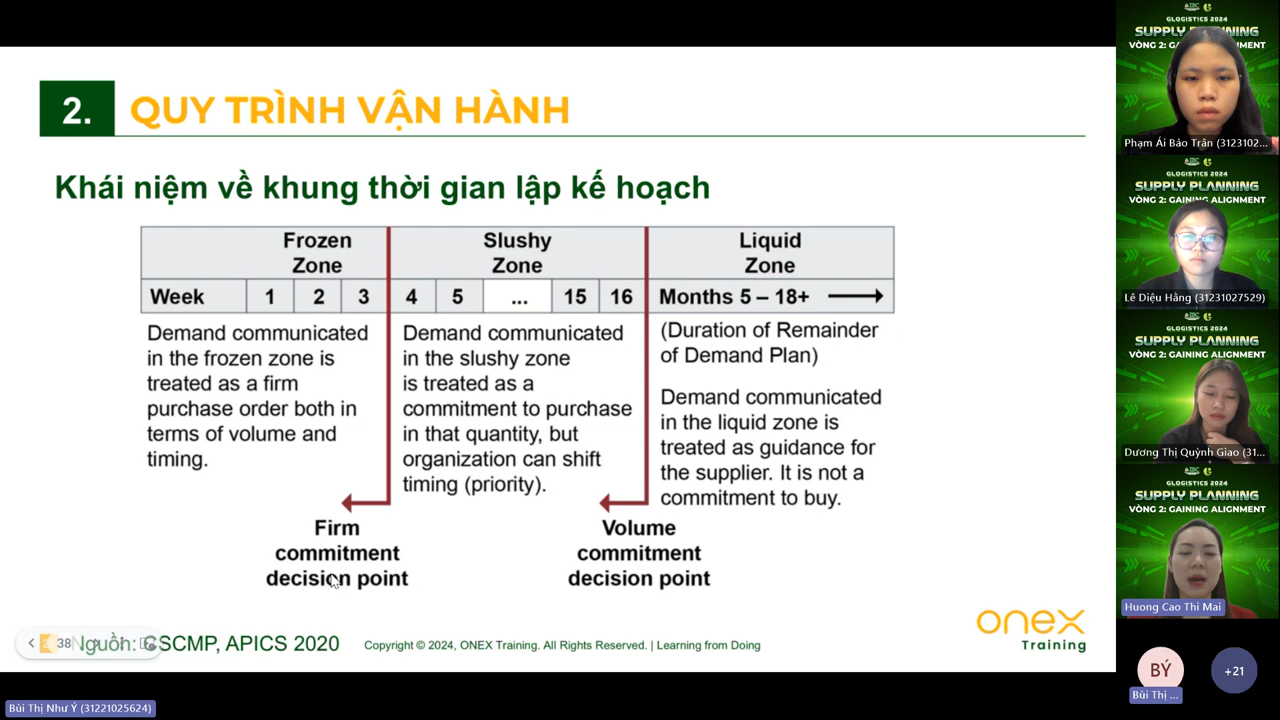 2.
QUY TRÌNH VẬN HÀNH
Khái niệm về khung thời gian lập kế hoạch
Frozen
Zone
Slushy
Zone
Liquid
Zone
Week 1 2 3 4 5 ... 15 16 Months 5 – 18+
Demand communicated
in the frozen zone is
treated as a firm
purchase order both in
terms of volume and
timing.
Demand communicated
in the slushy zone
is treated as a
commitment to purchase
in that quantity, but
organization can shift
timing (priority).
(Duration of Remainder
of Demand Plan)
Demand communicated
in the liquid zone is
treated as guidance for
the supplier. It is not a
commitment to buy.
Firm
commitment
decision point
Volume
commitment
decision point
38
Nguồn: CSCMP, APICS 2020
Copyright © 2024, ONEX Training. All Rights Reserved. | Learning from Doing
onex
Training
Bùi Thị Như Ý (31221025624)
GLOGISTICS 2024
SUPPLY PLANNING
Phạm Ái Bảo Trân (3123102...
GLOGISTICS 2024
SUPPLY PLANNING
VÒNG 2: GAINING ALIGNMENT
Lê Diệu Hằng (31231027529)
GLOGISTICS 2024
SUPPLY PLANNING
VÒNG 2: GAINING ALIGNMENT
Dương Thị Quỳnh Giao (31...
GLOGISTICS 2024
SUPPLY PLANNING
VÒNG 2: GAINING ALIGNMENT
Huong Cao Thi Mai
BÝ
Bùi Thị ...
+21